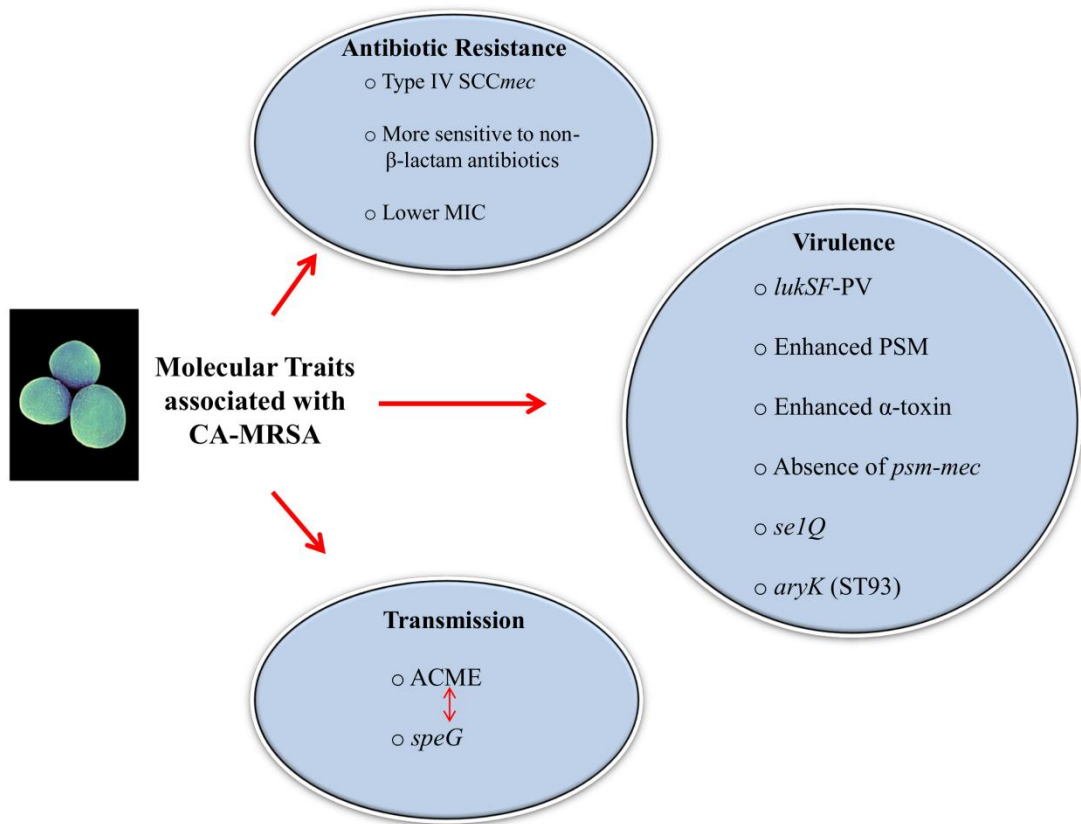 Antibiotic Resistance
○ Type IV SCCmec
○ More sensitive to non-
β-lactam antibiotics
○ Lower MIC
Molecular Traits
associated with
CA-MRSA
Virulence
○ lukSF-PV
○ Enhanced PSM
○ Enhanced α-toxin
○ Absence of psm-mec
○ se1Q
○ aryK (ST93)
Transmission
○ ACME
○ speG